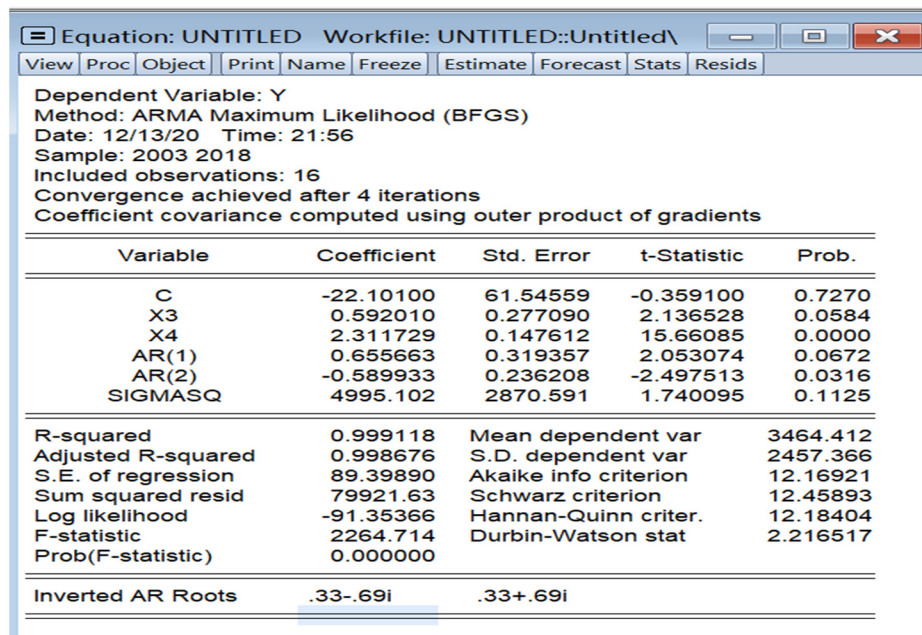 Equation: UNTITLED Workfile: UNTITLED::Untitled\
View Proc Object Print Name Freeze Estimate Forecast Stats Resids
Dependent Variable: Y
Method: ARMA Maximum Likelihood (BFGS)
Date: 12/13/20 Time: 21:56
Sample: 2003 2018
Included observations: 16
Convergence achieved after 4 iterations
Coefficient covariance computed using outer product of gradients
Variable Coefficient Std. Error t-Statistic Prob.
C -22.10100 61.54559 -0.359100 0.7270
X3 0.592010 0.277090 2.136528 0.0584
X4 2.311729 0.147612 15.66085 0.0000
AR(1) 0.655663 0.319357 2.053074 0.0672
AR(2) -0.589933 0.236208 -2.497513 0.0316
SIGMASQ 4995.102 2870.591 1.740095 0.1125
R-squared 0.999118 Mean dependent var 3464.412
Adjusted R-squared 0.998676 S.D. dependent var 2457.366
S.E. of regression 89.39890 Akaike info criterion 12.16921
Sum squared resid 79921.63 Schwarz criterion 12.45893
Log likelihood -91.35366 Hannan-Quinn criter. 12.18404
F-statistic 2264.714 Durbin-Watson stat 2.216517
Prob(F-statistic) 0.000000
Inverted AR Roots .33-.69i .33+.69i